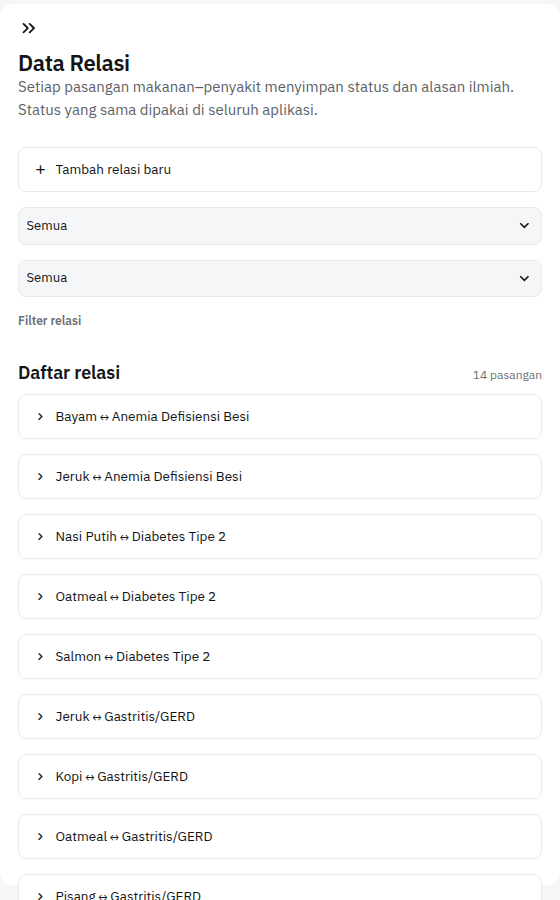 Data Relasi
Setiap pasangan makanan–penyakit menyimpan status dan alasan ilmiah.
Status yang sama dipakai di seluruh aplikasi.
+ Tambah relasi baru
Semua
Semua
Filter relasi
Daftar relasi
14 pasangan
Bayam ↔ Anemia Defisiensi Besi
Jeruk ↔ Anemia Defisiensi Besi
Nasi Putih ↔ Diabetes Tipe 2
Oatmeal ↔ Diabetes Tipe 2
Salmon ↔ Diabetes Tipe 2
Jeruk ↔ Gastritis/GERD
Kopi ↔ Gastritis/GERD
Oatmeal ↔ Gastritis/GERD
Pisang ↔ Gastritis/GERD